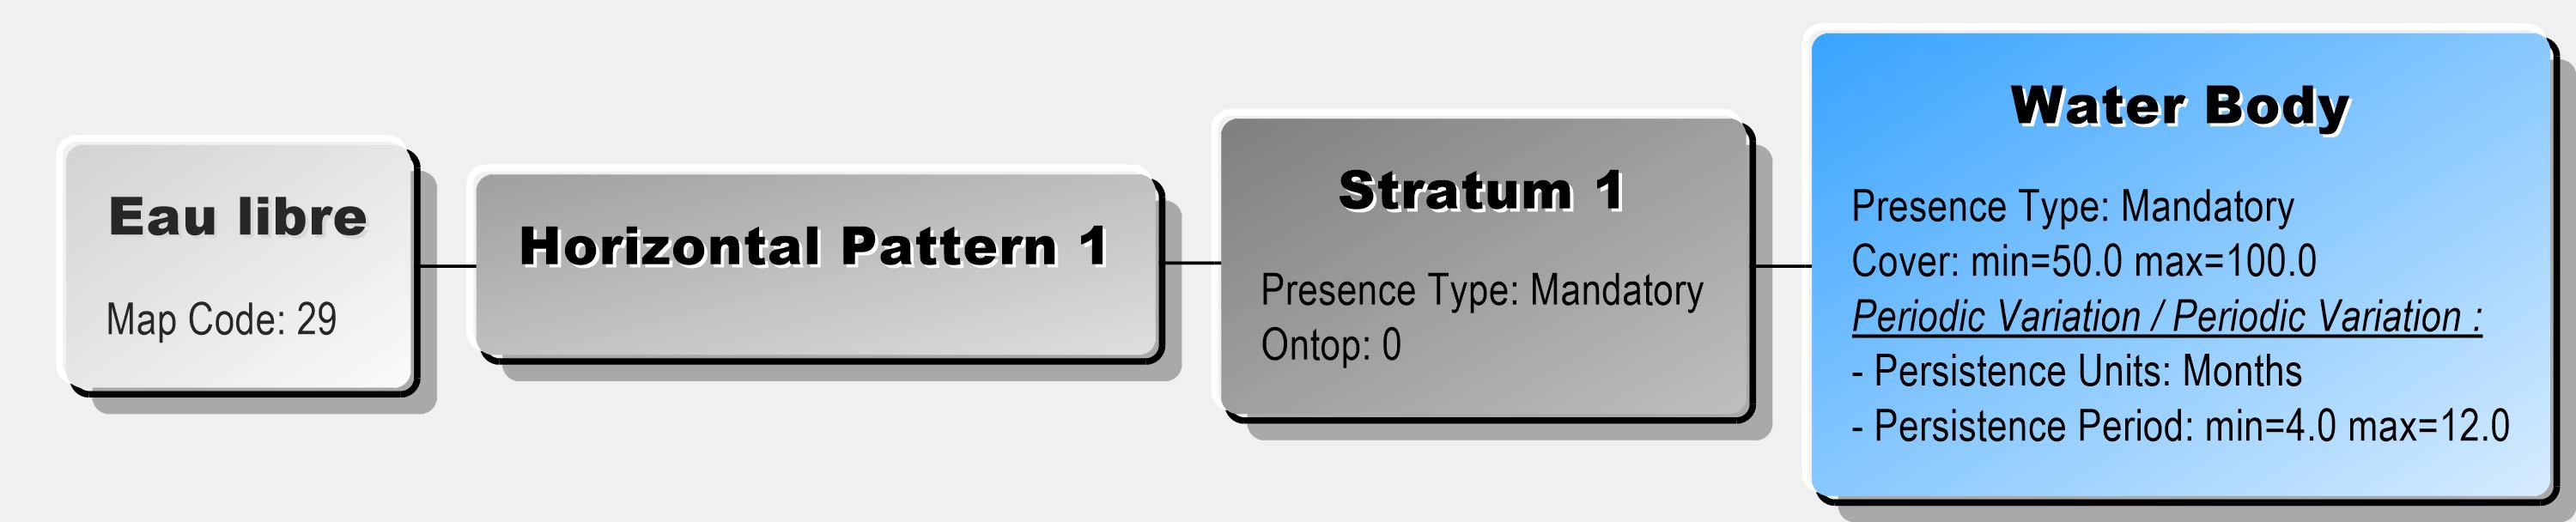 Eau libre
Map Code: 29
Horizontal Pattern 1
Stratum 1
Presence Type: Mandatory
Ontop: 0
Water Body
Presence Type: Mandatory
Cover: min=50.0 max=100.0
Periodic Variation / Periodic Variation :
- Persistence Units: Months
- Persistence Period: min=4.0 max=12.0